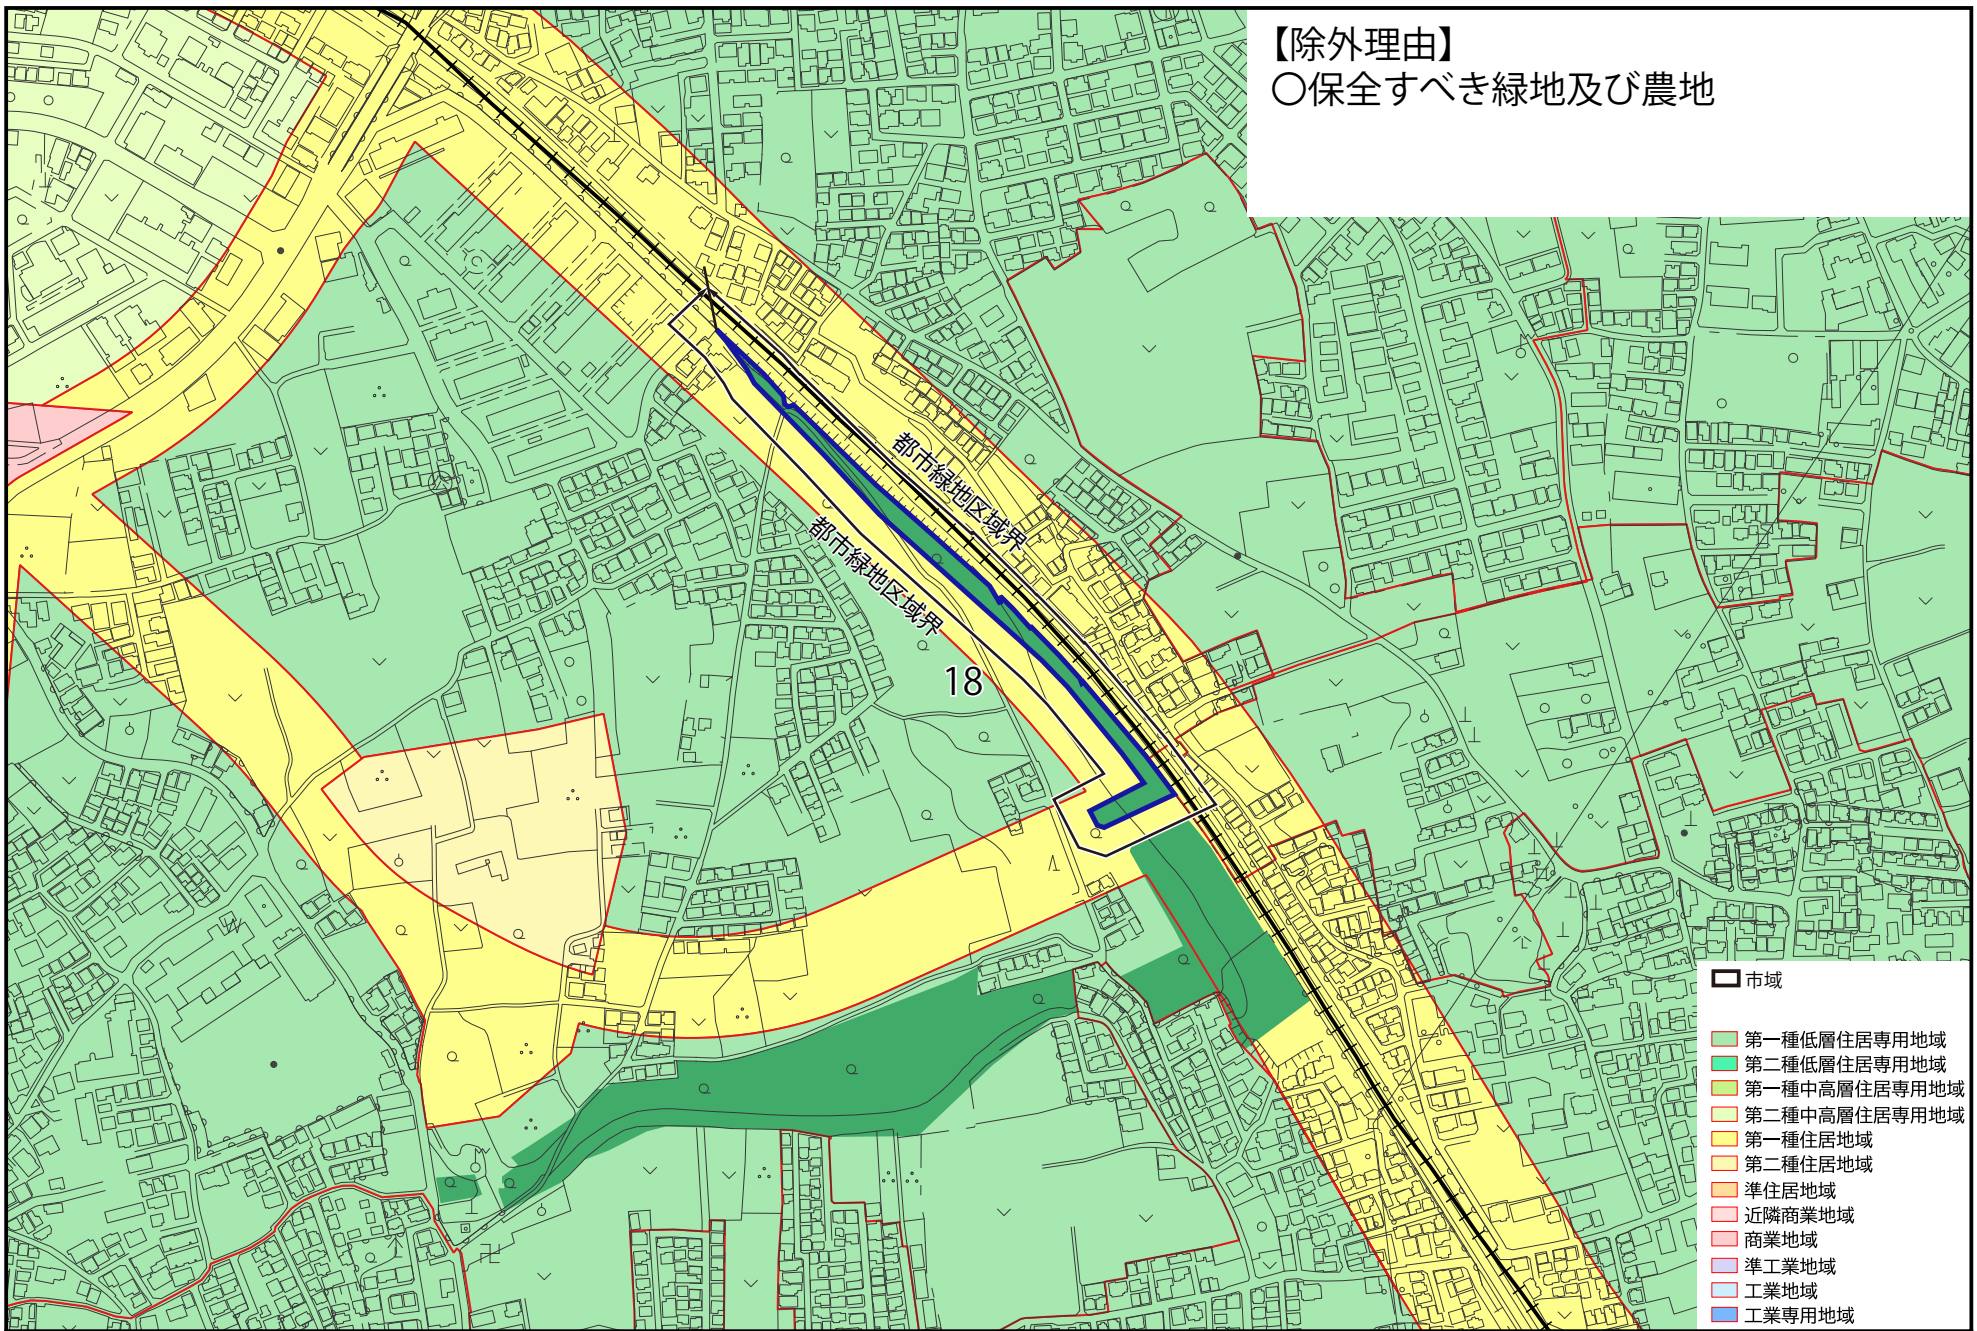 【除外理由】
〇保全すべき緑地及び農地
都市緑地区域界
都市緑地区域界
18
市域
第一種低層住居専用地域
第二種低層住居専用地域
第一種中高層住居専用地域
第二種中高層住居専用地域
第一種住居地域
第二種住居地域
準住居地域
近隣商業地域
商業地域
準工業地域
工業地域
工業専用地域